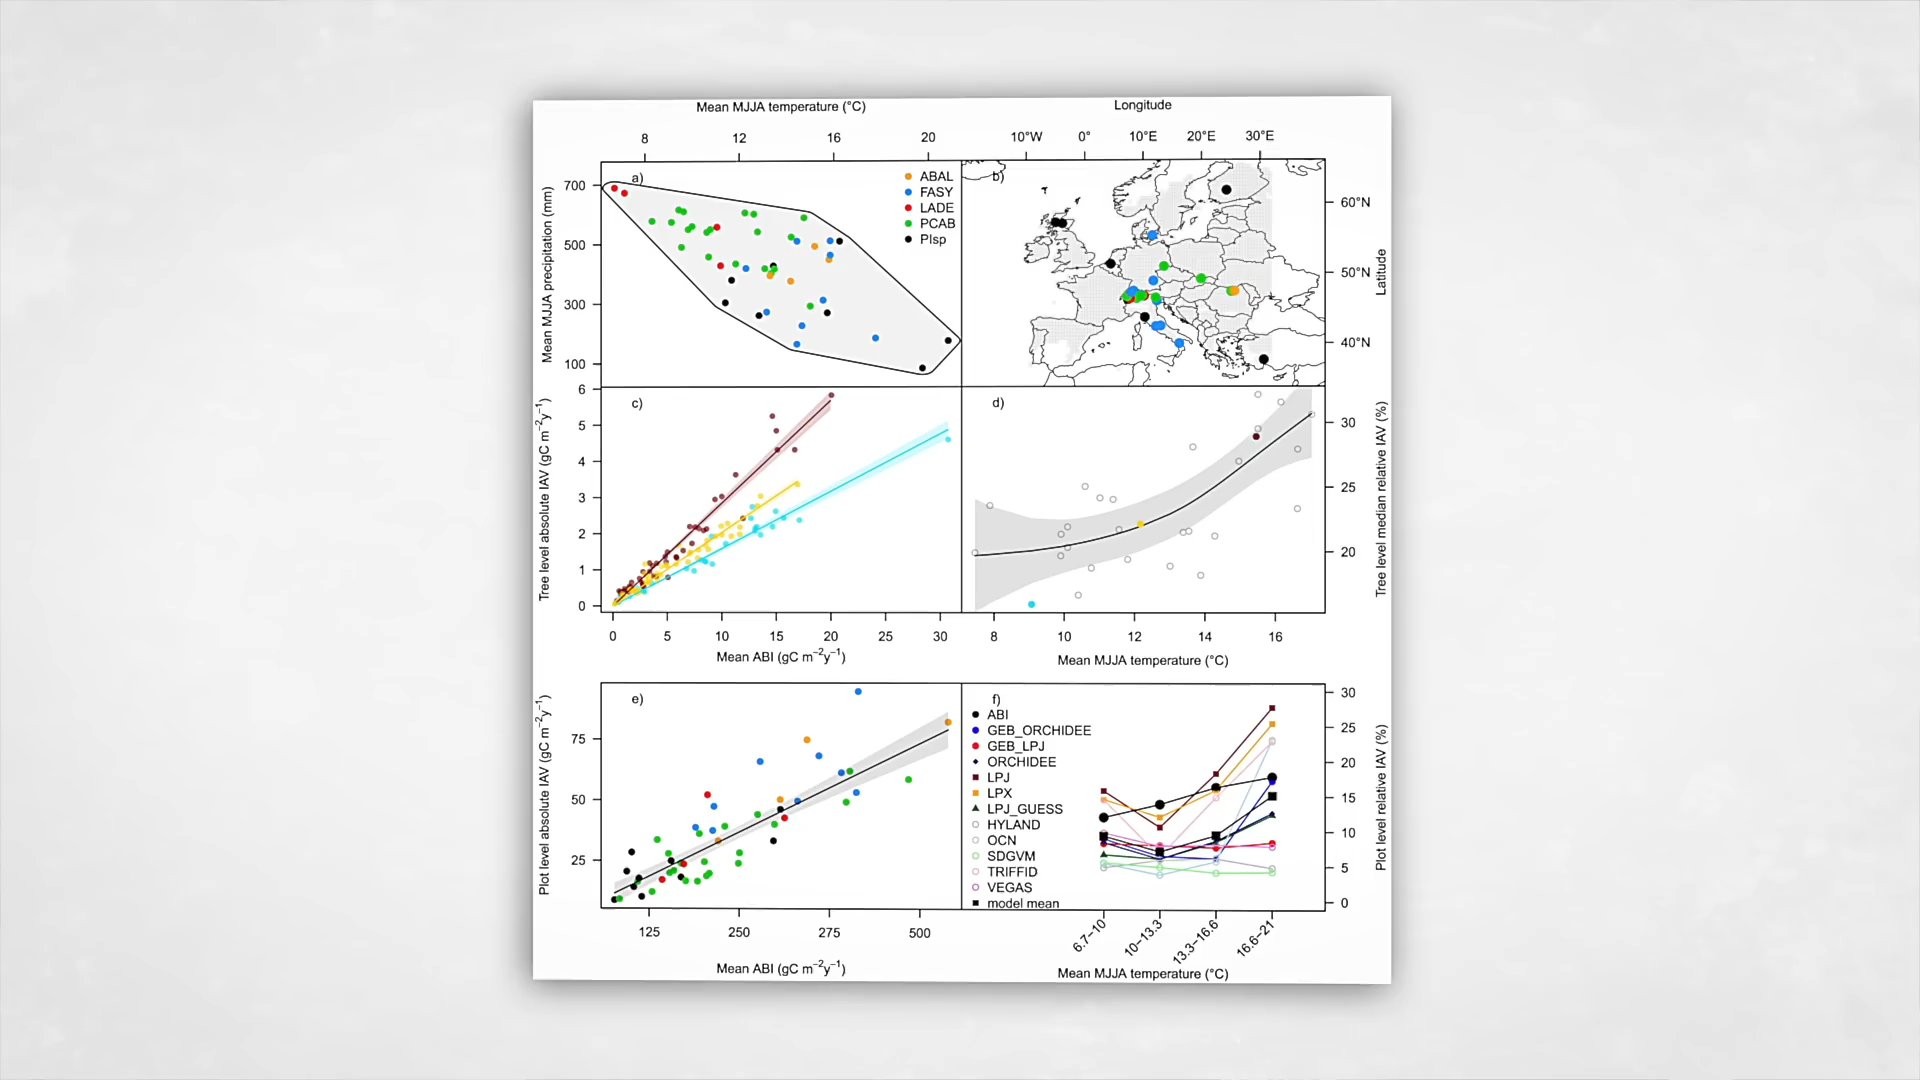 Mean MJJA temperature (°C)
8 12 16 20
Longitude
10°W 0° 10°E 20°E 30°E
Mean MJJA precipitation (mm)
700
500
300
100
a)
ABAL
FASY
LADE
PCAB
PIsp
b)
60°N
50°N
40°N
Latitude
Tree level absolute IAV (gC m−2y−1)
6
5
4
3
2
1
0
c)
0 5 10 15 20 25 30
Mean ABI (gC m−2y−1)
d)
30
25
20
Tree level median relative IAV (%)
8 10 12 14 16
Mean MJJA temperature (°C)
Plot level absolute IAV (gC m−2y−1)
75
50
25
e)
125 250 275 500
Mean ABI (gC m−2y−1)
f)
ABI
GEB_ORCHIDEE
GEB_LPJ
ORCHIDEE
LPJ
LPX
LPJ_GUESS
HYLAND
OCN
SDGVM
TRIFFID
VEGAS
model mean
30
25
20
15
10
5
0
Plot level relative IAV (%)
6.7−10 10−13.3 13.3−16.6 16.6−21
Mean MJJA temperature (°C)